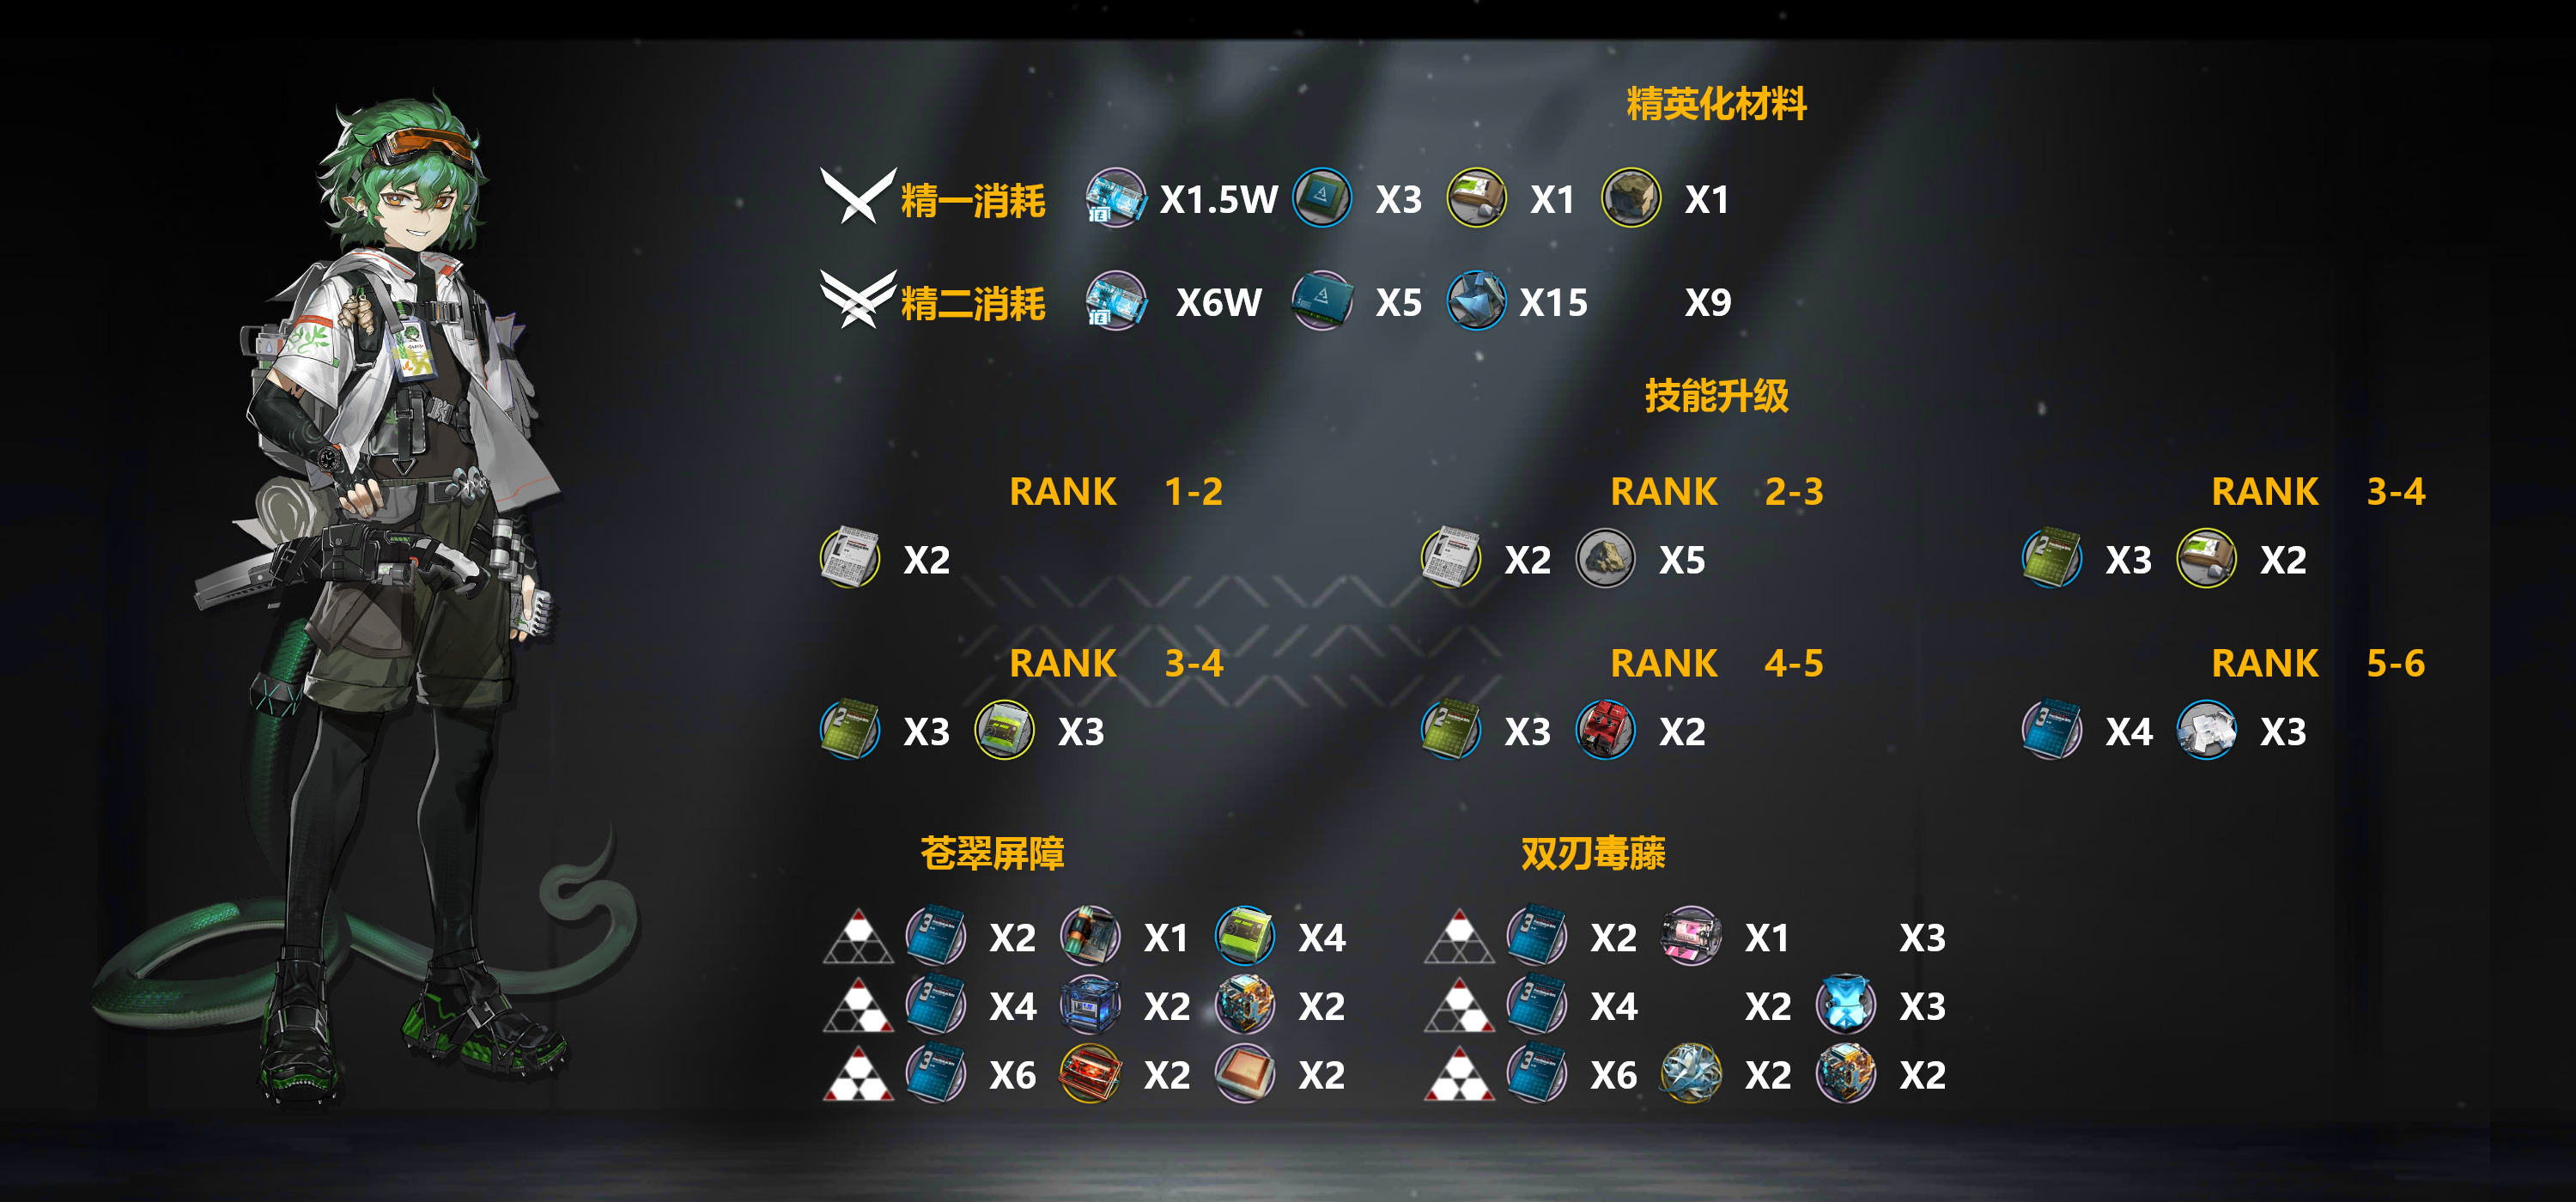 精英化材料
精一消耗 X1.5W X3 X1 X1
精二消耗 X6W X5 X15 X9
技能升级
RANK 1-2 RANK 2-3 RANK 3-4
X2 X2 X5 X3 X2
RANK 3-4 RANK 4-5 RANK 5-6
X3 X3 X3 X2 X4 X3
苍翠屏障 双刃毒藤
X2 X1 X4 X2 X1 X3
X4 X2 X2 X4 X2 X3
X6 X2 X2 X6 X2 X2